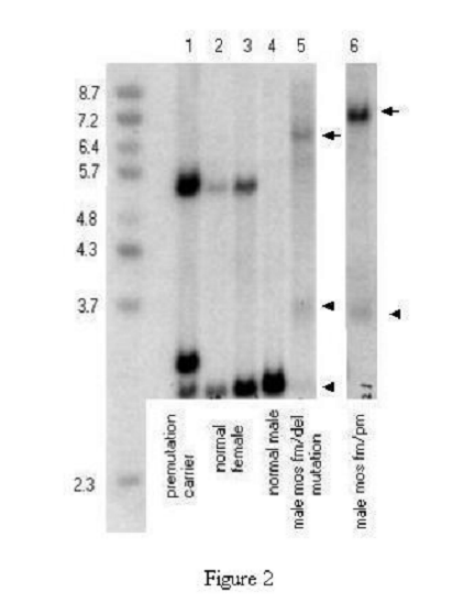 1 2 3 4 5 6
8.7
7.2
6.4
5.7
4.8
4.3
3.7
2.3
premutation
carrier
normal
female
normal male
male mos fm/del
mutation
male mos fm/pm
Figure 2